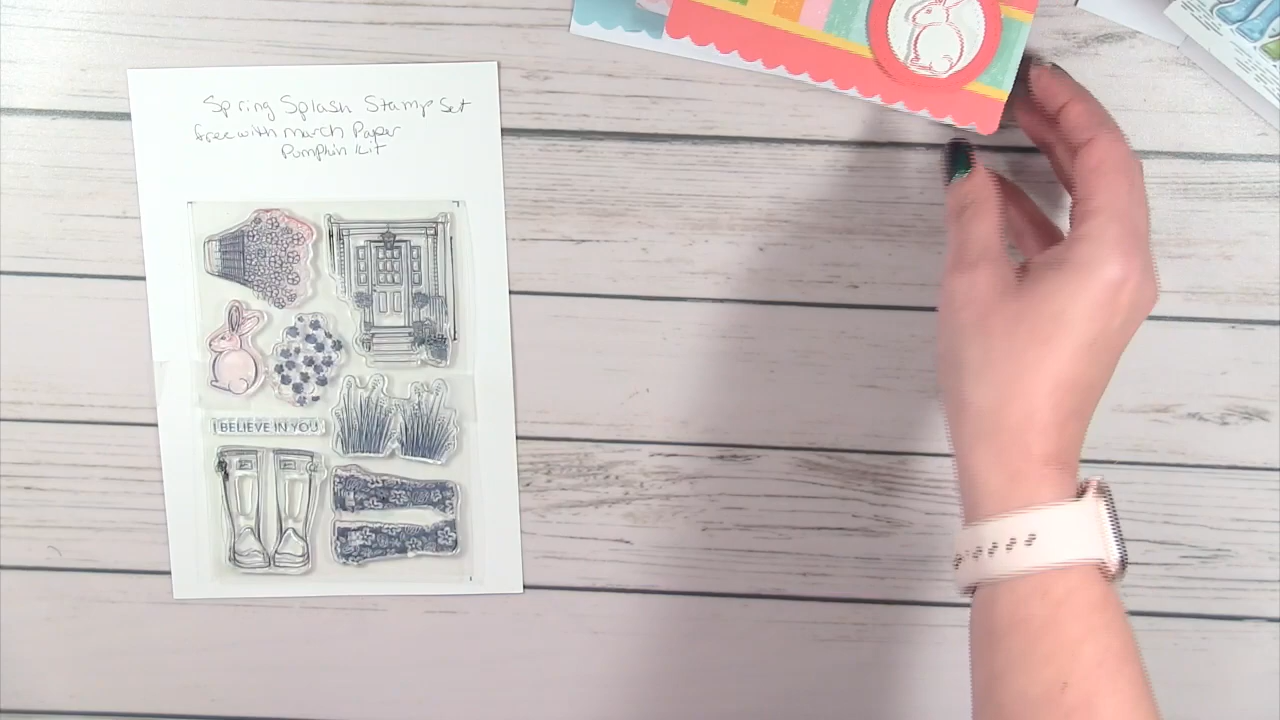 Spring Splash Stamp Set
free with march Paper
Pumpkin Kit
I BELIEVE IN YOU